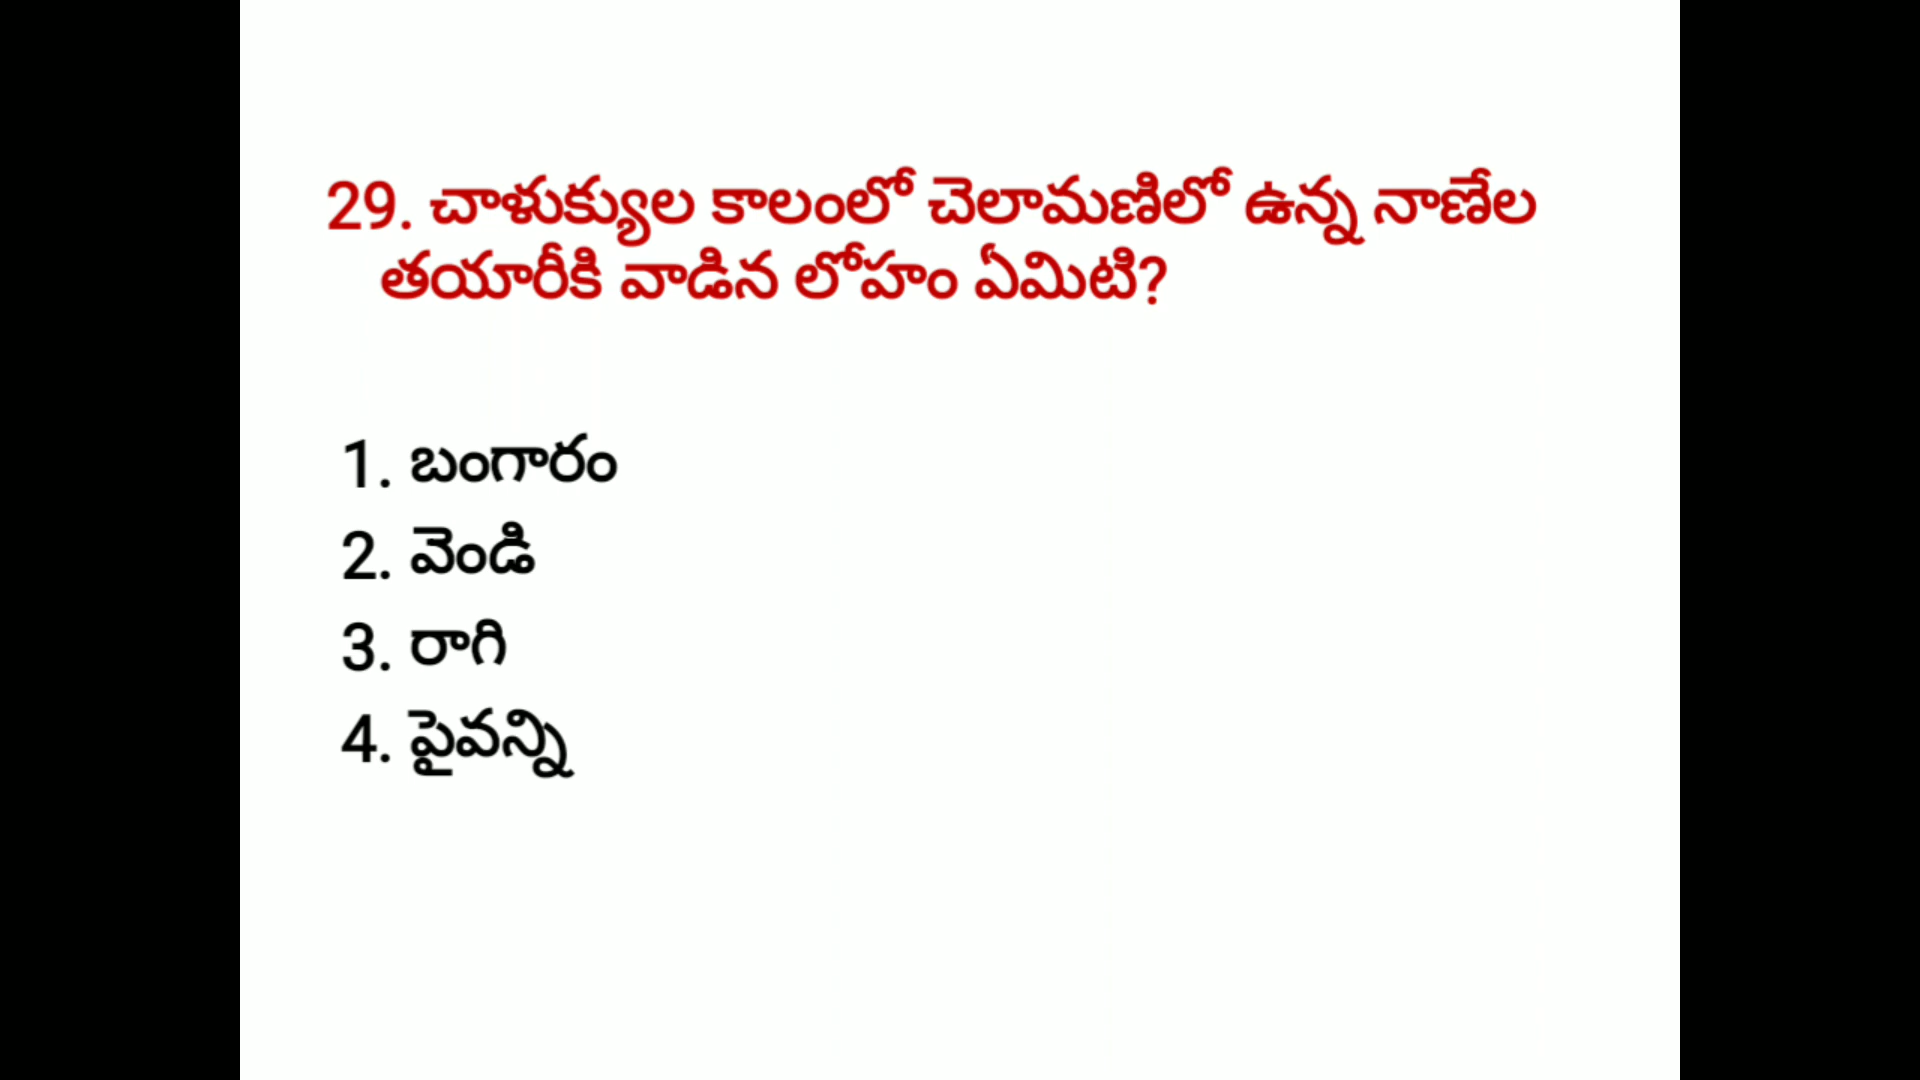 29. చాళుక్యుల కాలంలో చెలామణిలో ఉన్న నాణేల
తయారీకి వాడిన లోహం ఏమిటి?
1. బంగారం
2. వెండి
3. రాగి
4. పైవన్ని